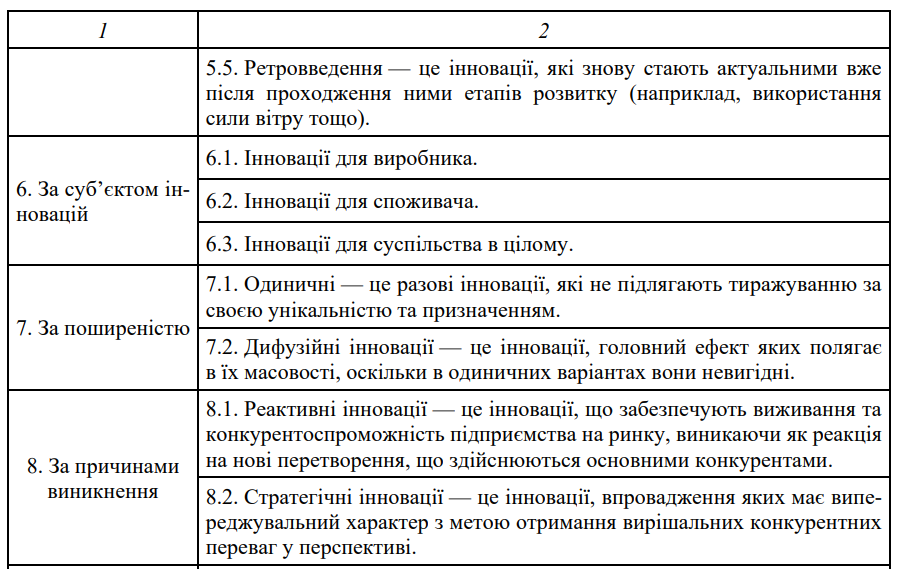 1
2
5.5. Ретровведення — це інновації, які знову стають актуальними вже
після проходження ними етапів розвитку (наприклад, використання
сили вітру тощо).
6. За суб’єктом ін-
новацій
6.1. Інновації для виробника.
6.2. Інновації для споживача.
6.3. Інновації для суспільства в цілому.
7. За поширеністю
7.1. Одиничні — це разові інновації, які не підлягають тиражуванню за
своєю унікальністю та призначенням.
7.2. Дифузійні інновації — це інновації, головний ефект яких полягає
в їх масовості, оскільки в одиничних варіантах вони невигідні.
8. За причинами
виникнення
8.1. Реактивні інновації — це інновації, що забезпечують виживання та
конкурентоспроможність підприємства на ринку, виникаючи як реакція
на нові перетворення, що здійснюються основними конкурентами.
8.2. Стратегічні інновації — це інновації, впровадження яких має випе-
реджувальний характер з метою отримання вирішальних конкурентних
переваг у перспективі.